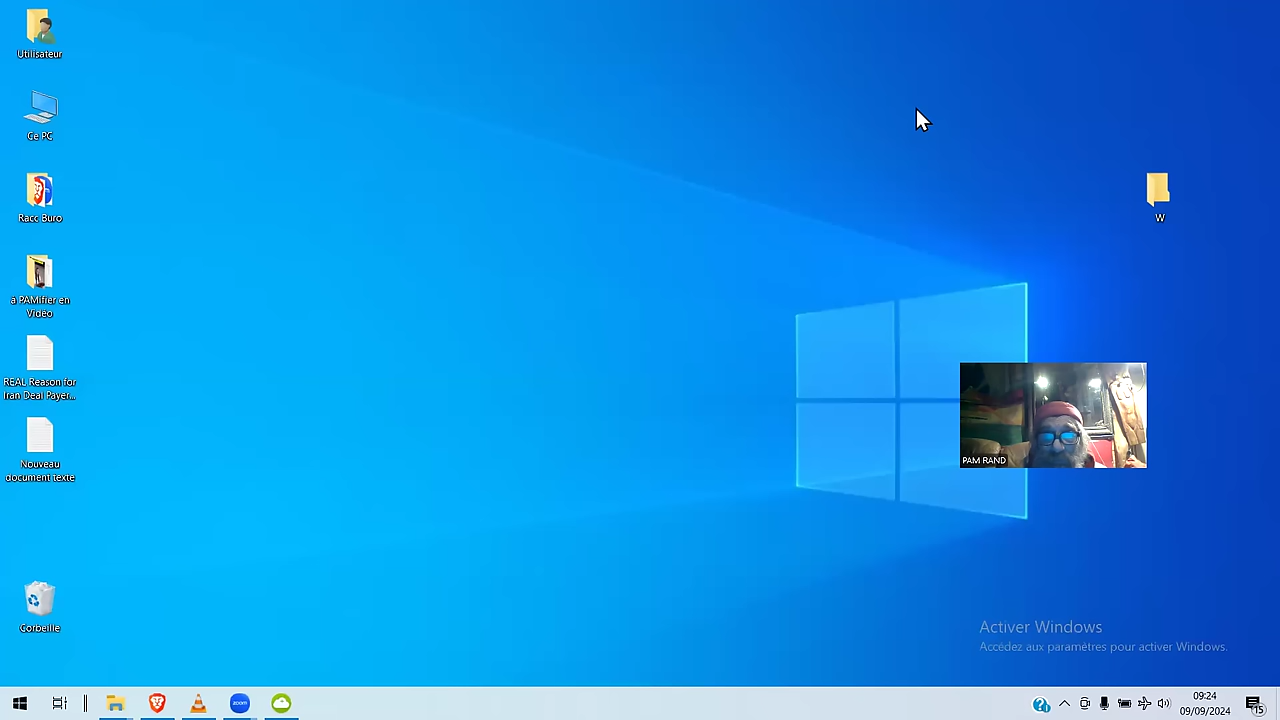 Utilisateur
Ce PC
Racc Buro
à PAMifier en
Vidéo
REAL Reason for
Iran Deal Payer...
Nouveau
document texte
Corbeille
W
PAM RAND
Activer Windows
Accédez aux paramètres pour activer Windows.
zoom
09:24
09/09/2024
15